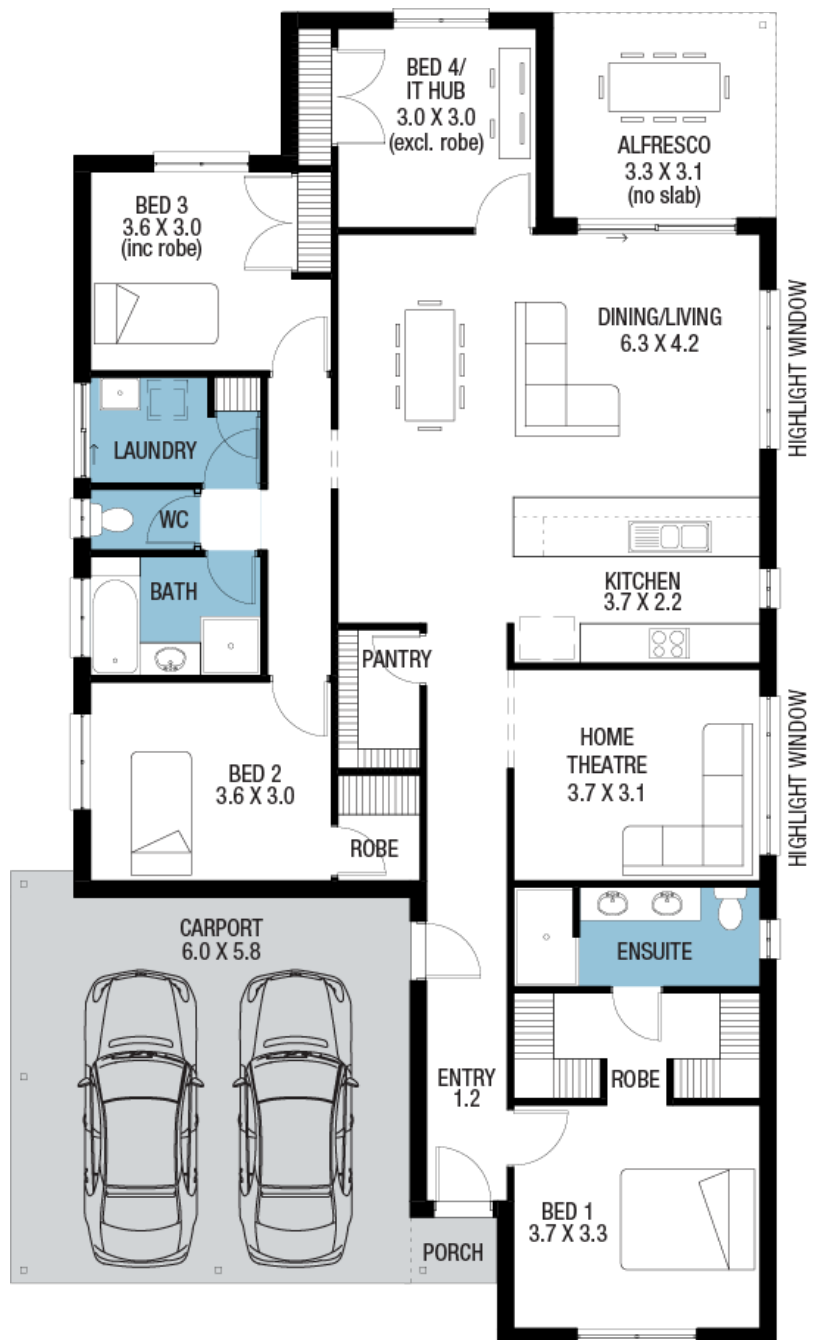 BED 4/
IT HUB
3.0 X 3.0
(excl. robe)
ALFRESCO
3.3 X 3.1
(no slab)
BED 3
3.6 X 3.0
(inc robe)
DINING/LIVING
6.3 X 4.2
HIGHLIGHT WINDOW
LAUNDRY
WC
BATH
KITCHEN
3.7 X 2.2
PANTRY
HOME
THEATRE
3.7 X 3.1
HIGHLIGHT WINDOW
BED 2
3.6 X 3.0
ROBE
CARPORT
6.0 X 5.8
ENSUITE
ENTRY
1.2
ROBE
BED 1
3.7 X 3.3
PORCH